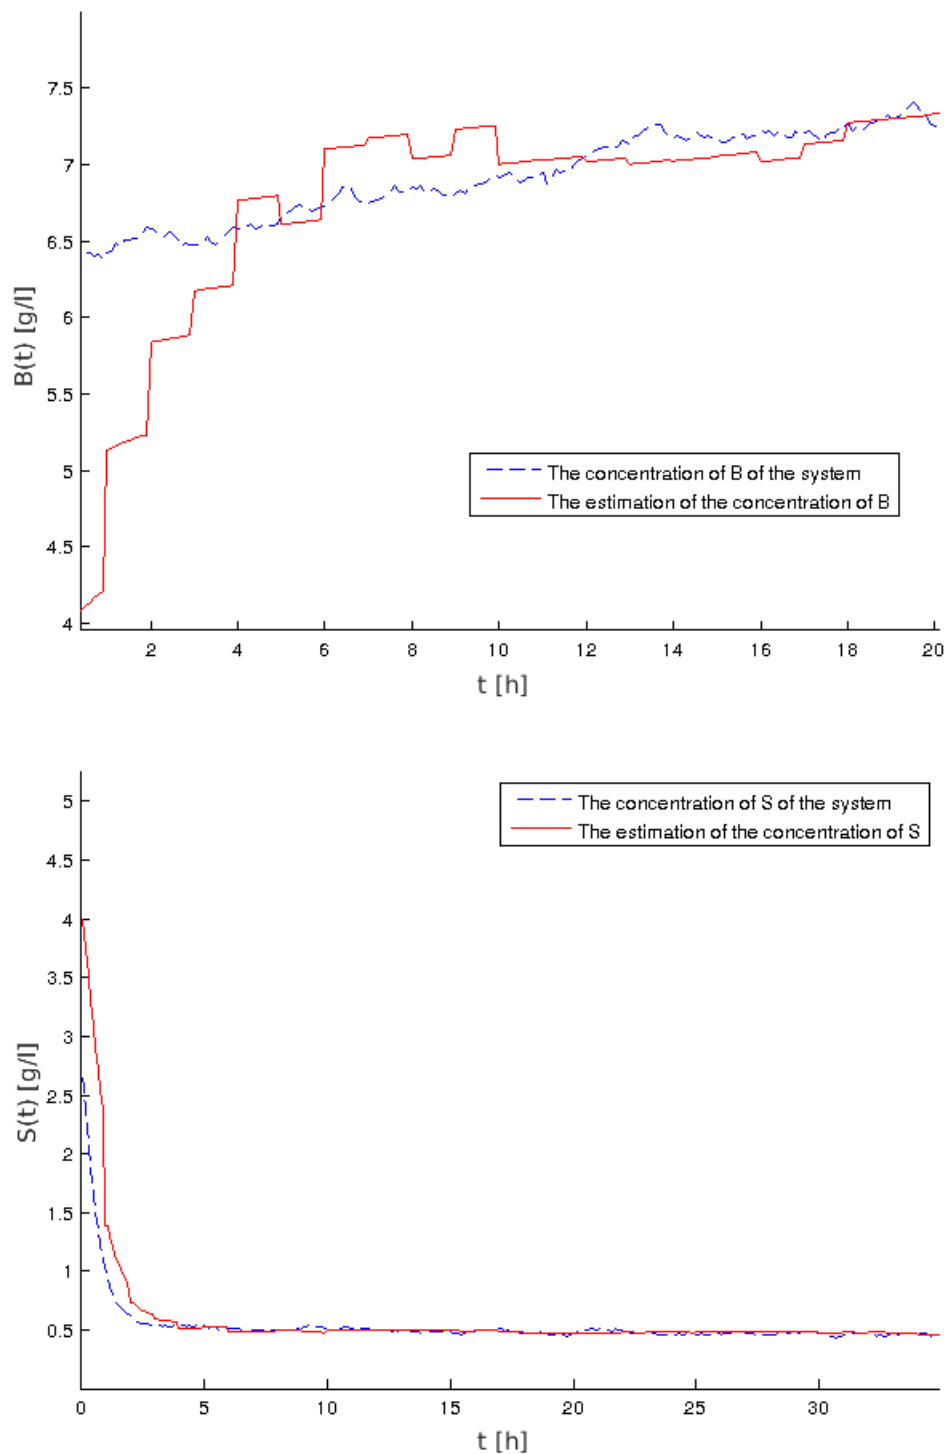 7.5
7
6.5
6
5.5
5
4.5
4
B(t) [g/l]
The concentration of B of the system
The estimation of the concentration of B
2 4 6 8 10 12 14 16 18 20
t [h]
The concentration of S of the system
The estimation of the concentration of S
5
4.5
4
3.5
3
2.5
2
1.5
1
0.5
S(t) [g/l]
0 5 10 15 20 25 30
t [h]